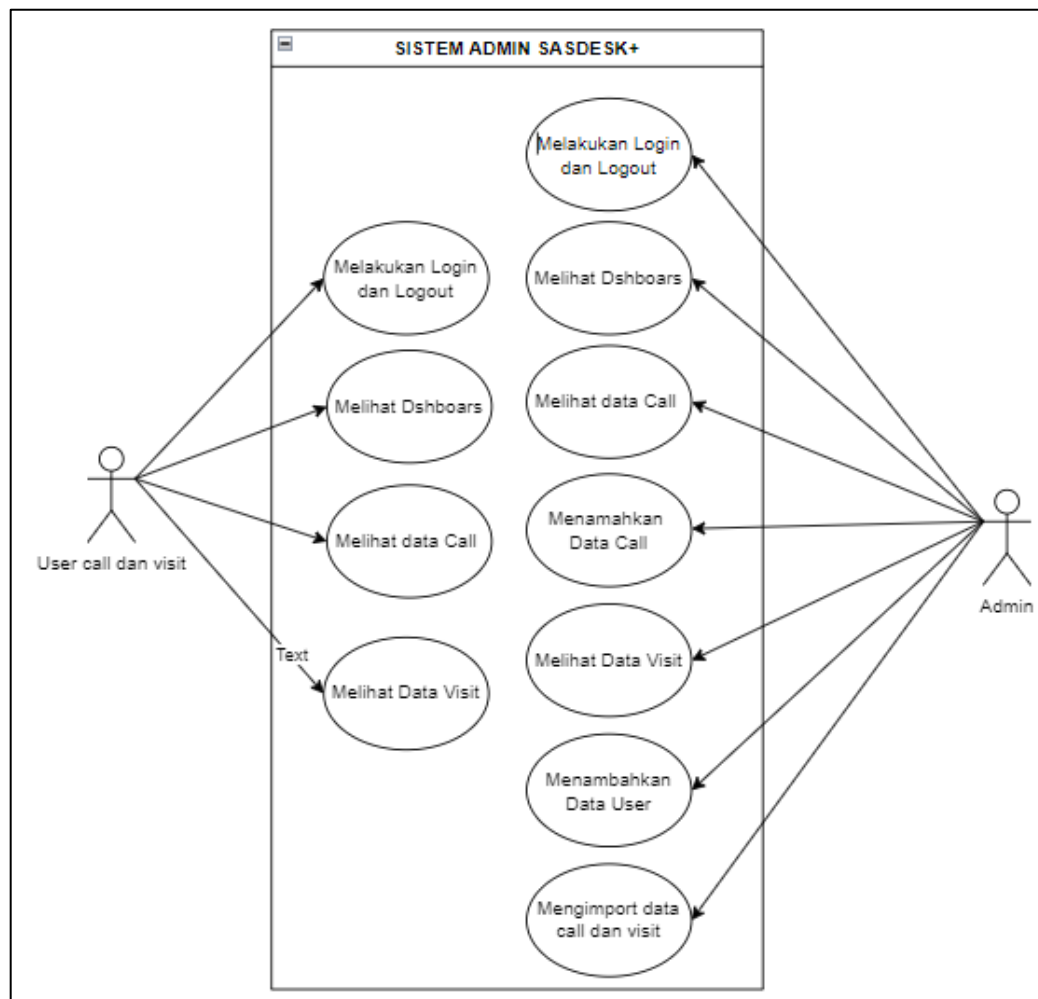 SISTEM ADMIN SASDESK+
Melakukan Login
dan Logout
Melihat Dshboars
Melihat data Call
Text
Melihat Data Visit
User call dan visit
Melakukan Login
dan Logout
Melihat Dshboars
Melihat data Call
Menamahkan
Data Call
Melihat Data Visit
Menambahkan
Data User
Mengimport data
call dan visit
Admin